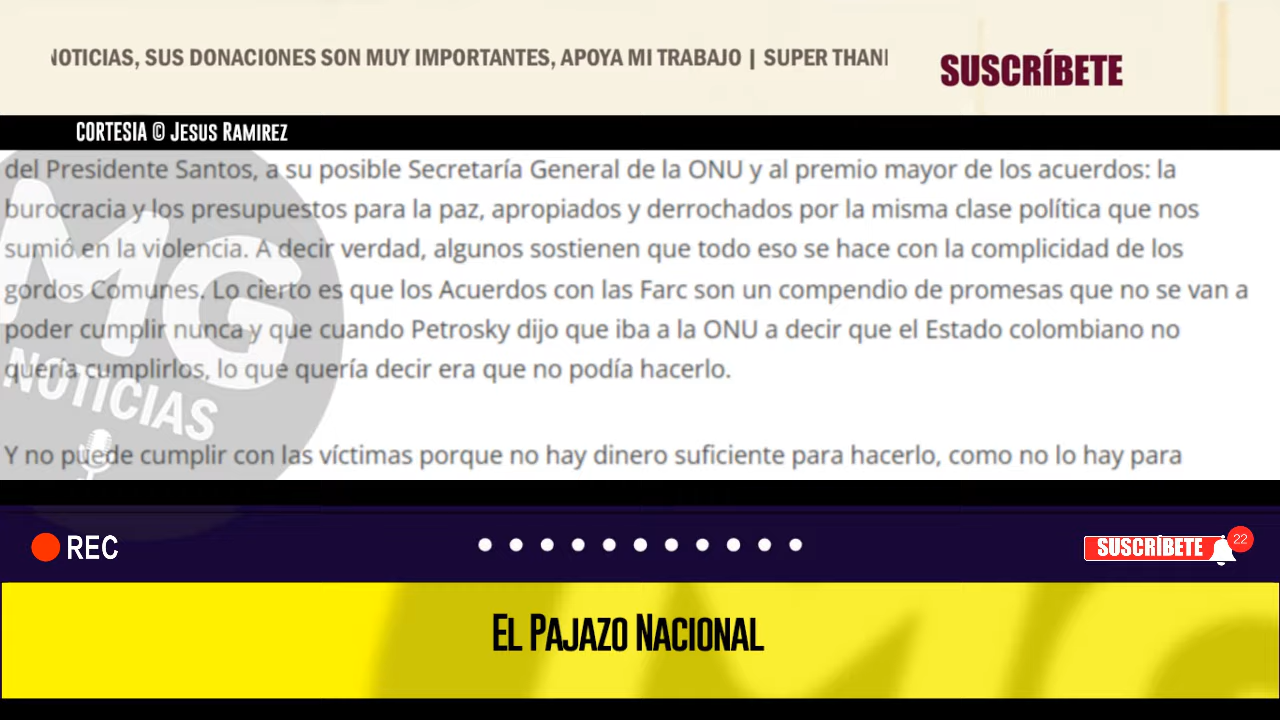 NOTICIAS, SUS DONACIONES SON MUY IMPORTANTES, APOYA MI TRABAJO | SUPER THAN
SUSCRÍBETE
CORTESIA © JESUS RAMIREZ
del Presidente Santos, a su posible Secretaría General de la ONU y al premio mayor de los acuerdos: la
burocracia y los presupuestos para la paz, apropiados y derrochados por la misma clase política que nos
sumió en la violencia. A decir verdad, algunos sostienen que todo eso se hace con la complicidad de los
gordos Comunes. Lo cierto es que los Acuerdos con las Farc son un compendio de promesas que no se van a
poder cumplir nunca y que cuando Petrosky dijo que iba a la ONU a decir que el Estado colombiano no
quería cumplirlos, lo que quería decir era que no podía hacerlo.
Y no puede cumplir con las víctimas porque no hay dinero suficiente para hacerlo, como no lo hay para
MG
NOTICIAS
REC
SUSCRÍBETE
22
EL PAJAZO NACIONAL